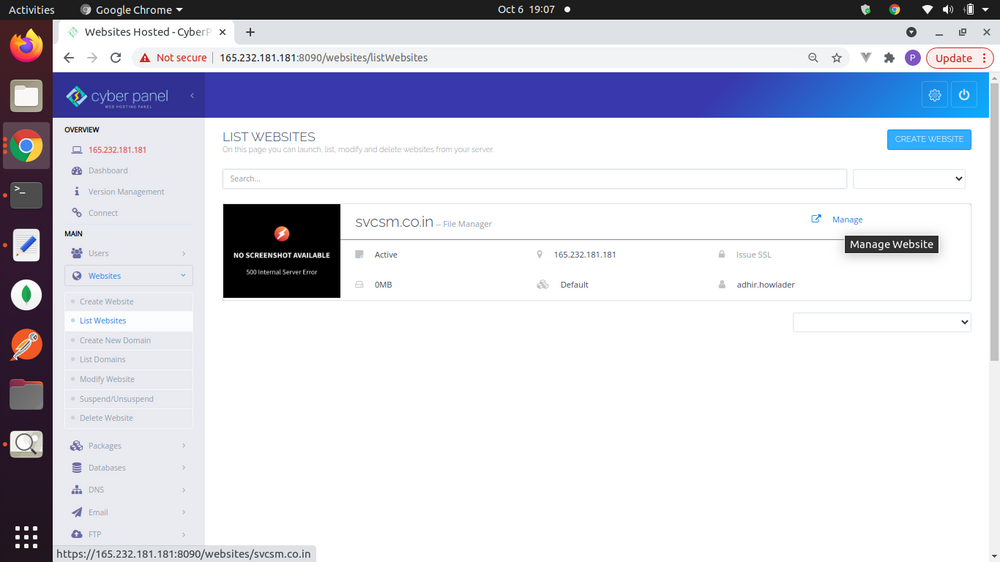 Activities
Google Chrome
Oct 6 19:07
Websites Hosted - CyberP
Not secure
165.232.181.181:8090/websites/listWebsites
P
Update
cyber panel
WEB HOSTING PANEL
OVERVIEW
165.232.181.181
Dashboard
Version Management
Connect
MAIN
Users
Websites
Create Website
List Websites
Create New Domain
List Domains
Modify Website
Suspend/Unsuspend
Delete Website
Packages
Databases
DNS
Email
FTP
LIST WEBSITES
On this page you can launch, list, modify and delete websites from your server.
CREATE WEBSITE
Search...
NO SCREENSHOT AVAILABLE
500 Internal Server Error
svcsm.co.in -- File Manager
Manage
Manage Website
Active
165.232.181.181
Issue SSL
0MB
Default
adhir.howlader
https://165.232.181.181:8090/websites/svcsm.co.in